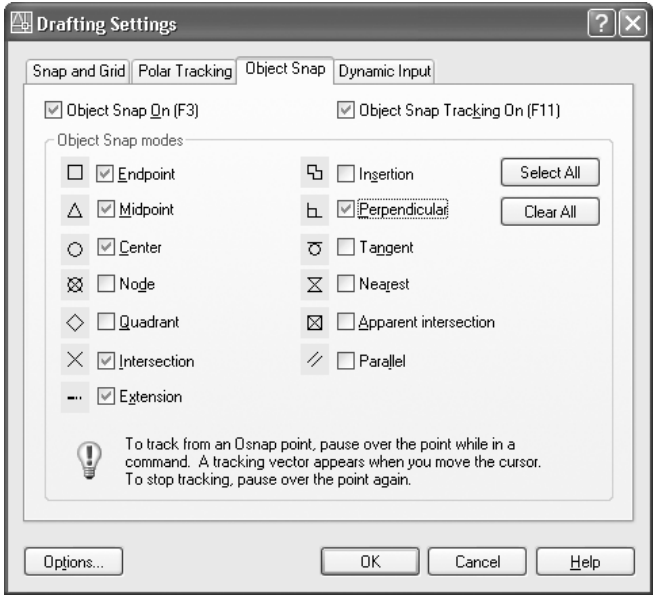 Drafting Settings
Snap and Grid
Polar Tracking
Object Snap
Dynamic Input
Object Snap On (F3)
Object Snap Tracking On (F11)
Object Snap modes
Endpoint
Midpoint
Center
Node
Quadrant
Intersection
Extension
Insertion
Perpendicular
Tangent
Nearest
Apparent intersection
Parallel
Select All
Clear All
To track from an Osnap point, pause over the point while in a
command. A tracking vector appears when you move the cursor.
To stop tracking, pause over the point again.
Options...
OK
Cancel
Help